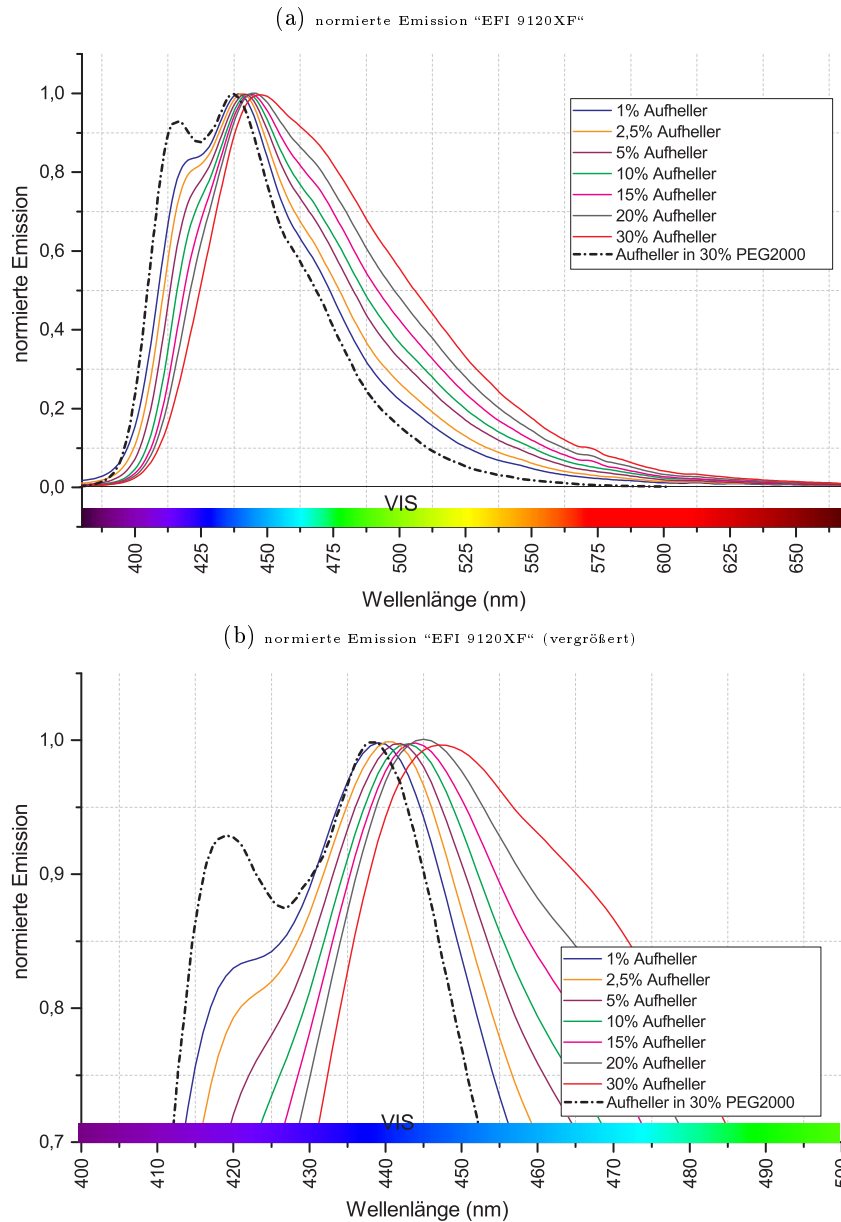 (a) normierte Emission “EFI 9120XF“
normierte Emission
1,0
0,8
0,6
0,4
0,2
0,0
1% Aufheller
2,5% Aufheller
5% Aufheller
10% Aufheller
15% Aufheller
20% Aufheller
30% Aufheller
Aufheller in 30% PEG2000
VIS
400 425 450 475 500 525 550 575 600 625 650
Wellenlänge (nm)
(b) normierte Emission “EFI 9120XF“ (vergrößert)
normierte Emission
1,0
0,9
0,8
0,7
1% Aufheller
2,5% Aufheller
5% Aufheller
10% Aufheller
15% Aufheller
20% Aufheller
30% Aufheller
Aufheller in 30% PEG2000
VIS
400 420 430 440 450 460 470 480 490
Wellenlänge (nm)